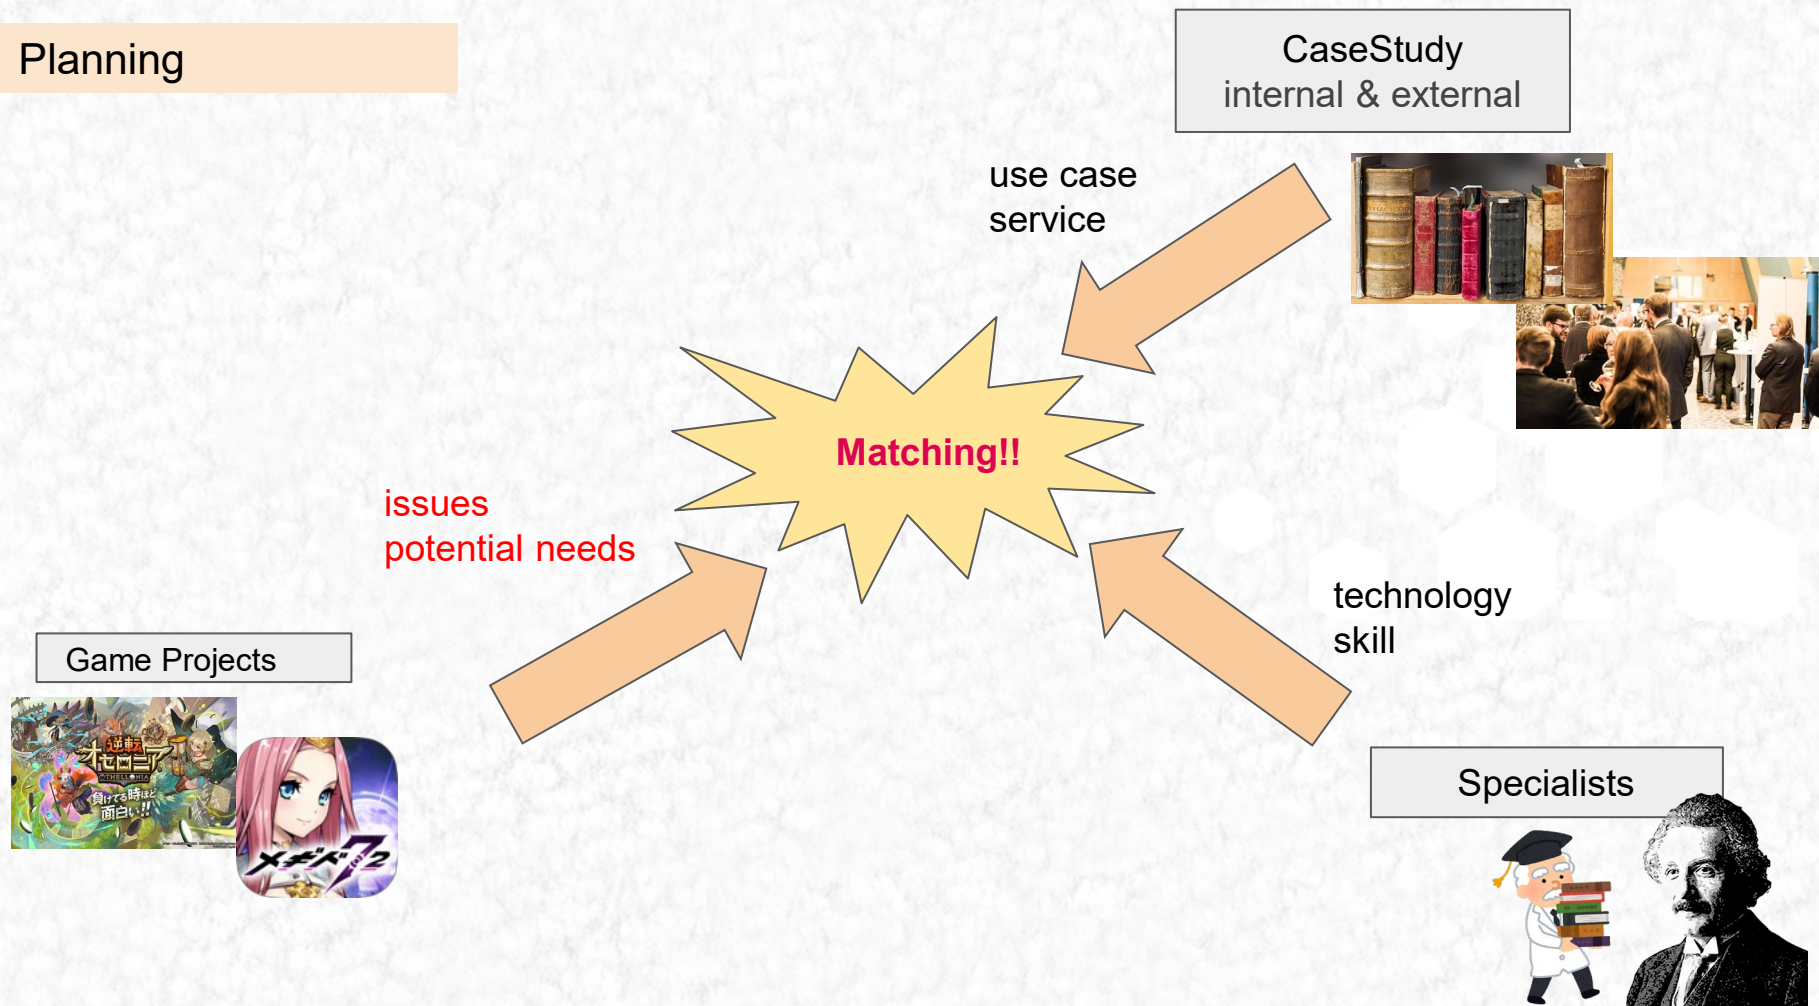 Planning
CaseStudy
internal & external
use case
service
Matching!!
issues
potential needs
technology
skill
Game Projects
逆転
オセロニア
OTHELLONIA
負けてる時ほど
面白い!!
メギド72
Specialists